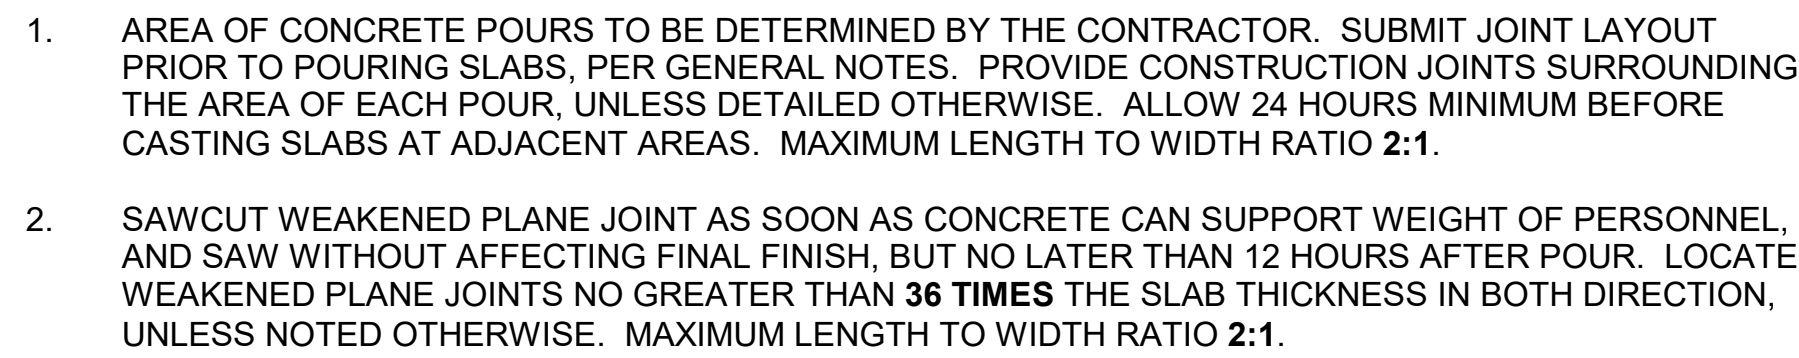 1. AREA OF CONCRETE POURS TO BE DETERMINED BY THE CONTRACTOR.  SUBMIT JOINT LAYOUT
PRIOR TO POURING SLABS, PER GENERAL NOTES.  PROVIDE CONSTRUCTION JOINTS SURROUNDING
THE AREA OF EACH POUR, UNLESS DETAILED OTHERWISE.  ALLOW 24 HOURS MINIMUM BEFORE
CASTING SLABS AT ADJACENT AREAS.  MAXIMUM LENGTH TO WIDTH RATIO 2:1.
2. SAWCUT WEAKENED PLANE JOINT AS SOON AS CONCRETE CAN SUPPORT WEIGHT OF PERSONNEL,
AND SAW WITHOUT AFFECTING FINAL FINISH, BUT NO LATER THAN 12 HOURS AFTER POUR.  LOCATE
WEAKENED PLANE JOINTS NO GREATER THAN 36 TIMES THE SLAB THICKNESS IN BOTH DIRECTION,
UNLESS NOTED OTHERWISE.  MAXIMUM LENGTH TO WIDTH RATIO 2:1.